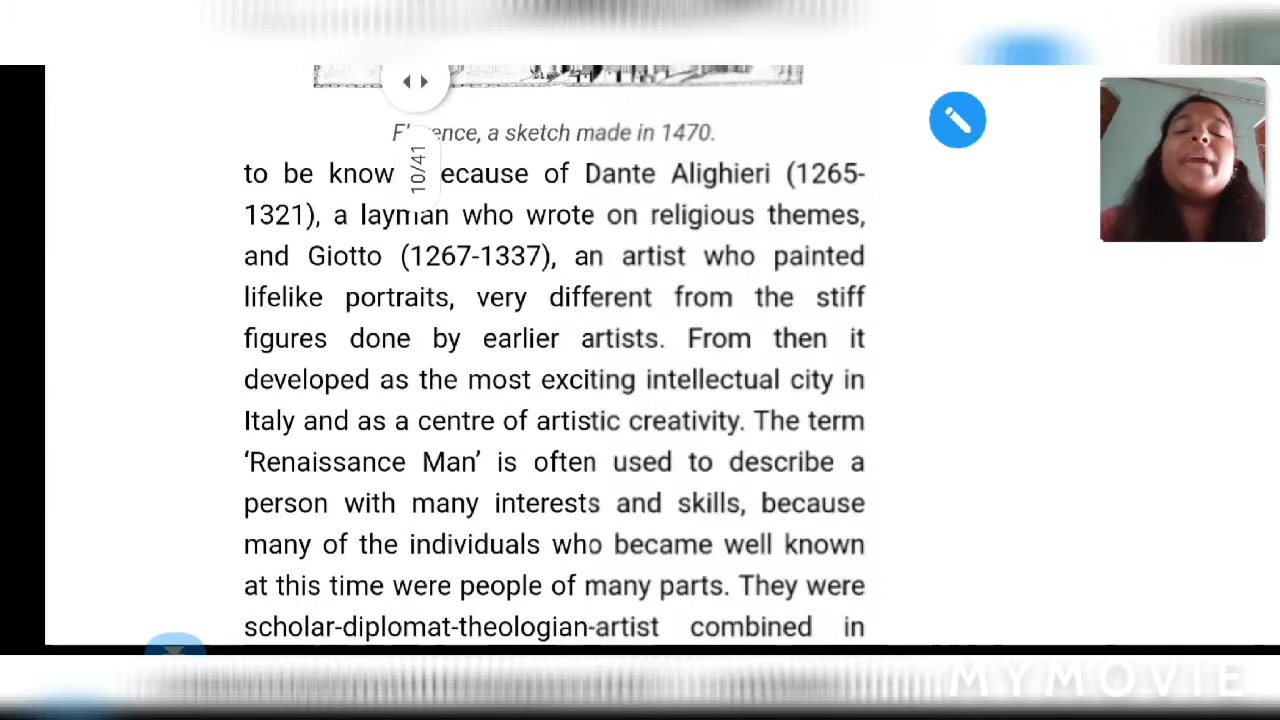 Florence, a sketch made in 1470.
10/41
to be know ecause of Dante Alighieri (1265-
1321), a layman who wrote on religious themes,
and Giotto (1267-1337), an artist who painted
lifelike portraits, very different from the stiff
figures done by earlier artists. From then it
developed as the most exciting intellectual city in
Italy and as a centre of artistic creativity. The term
‘Renaissance Man’ is often used to describe a
person with many interests and skills, because
many of the individuals who became well known
at this time were people of many parts. They were
scholar-diplomat-theologian-artist combined in
MYMOVIE